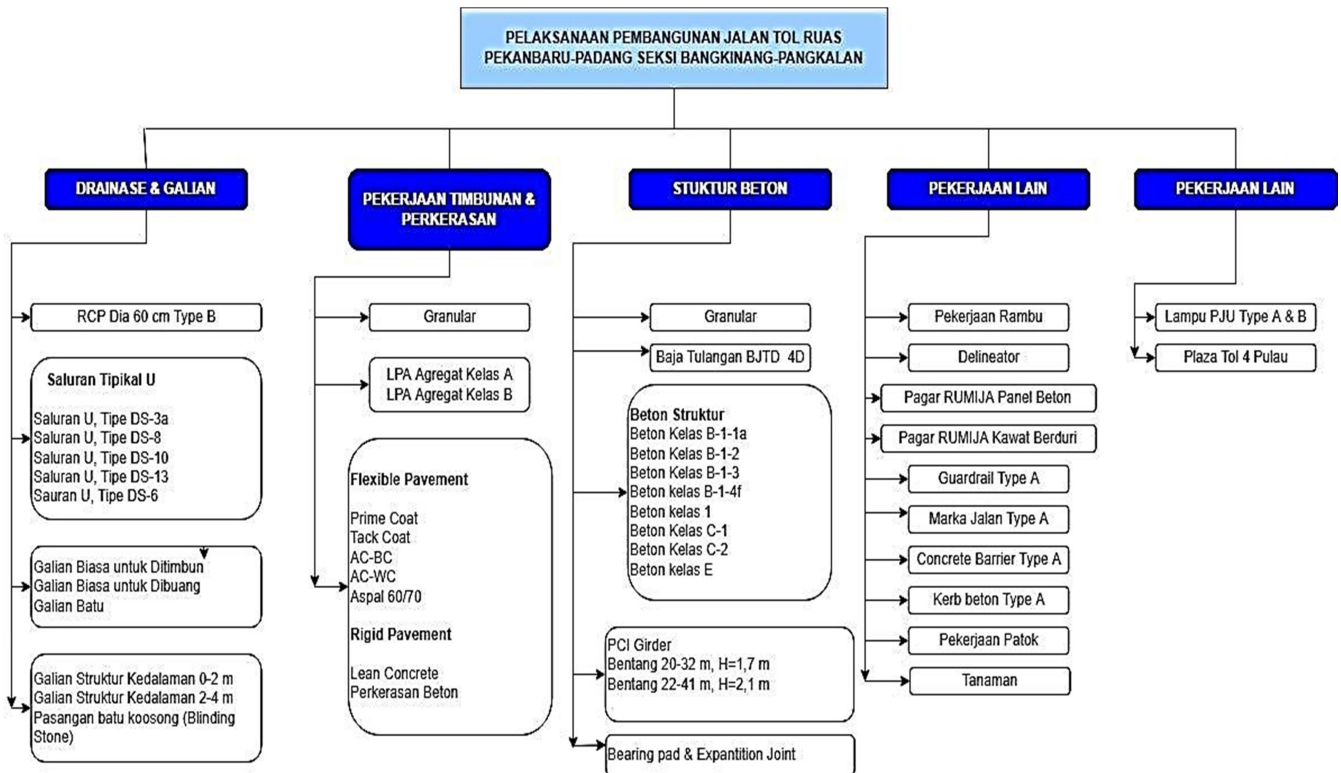 PELAKSANAAN PEMBANGUNAN JALAN TOL RUAS
PEKANBARU-PADANG SEKSI BANGKINANG-PANGKALAN
DRAINASE & GALIAN
RCP Dia 60 cm Type B
Saluran Tipikal U
Saluran U, Tipe DS-3a
Saluran U, Tipe DS-8
Saluran U, Tipe DS-10
Saluran U, Tipe DS-13
Sauran U, Tipe DS-6
Galian Biasa untuk Ditimbun
Galian Biasa untuk Dibuang
Galian Batu
Galian Struktur Kedalaman 0-2 m
Galian Struktur Kedalaman 2-4 m
Pasangan batu koosong (Blinding
Stone)
PEKERJAAN TIMBUNAN &
PERKERASAN
Granular
LPA Agregat Kelas A
LPA Agregat Kelas B
Flexible Pavement
Prime Coat
Tack Coat
AC-BC
AC-WC
Aspal 60/70
Rigid Pavement
Lean Concrete
Perkerasan Beton
STUKTUR BETON
Granular
Baja Tulangan BJTD 4D
Beton Struktur
Beton Kelas B-1-1a
Beton Kelas B-1-2
Beton Kelas B-1-3
Beton kelas B-1-4f
Beton kelas 1
Beton Kelas C-1
Beton Kelas C-2
Beton kelas E
PCI Girder
Bentang 20-32 m, H=1,7 m
Bentang 22-41 m, H=2,1 m
Bearing pad & Expantition Joint
PEKERJAAN LAIN
Pekerjaan Rambu
Delineator
Pagar RUMIJA Panel Beton
Pagar RUMIJA Kawat Berduri
Guardrail Type A
Marka Jalan Type A
Concrete Barrier Type A
Kerb beton Type A
Pekerjaan Patok
Tanaman
PEKERJAAN LAIN
Lampu PJU Type A & B
Plaza Tol 4 Pulau